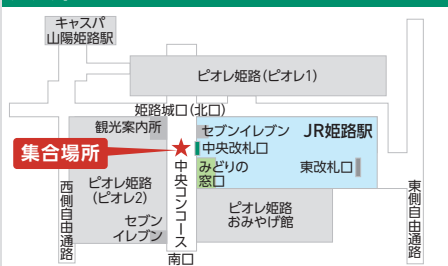 キャスパ
山陽姫路駅
ピオレ姫路(ピオレ1)
姫路城口(北口)
観光案内所
セブンイレブン
JR姫路駅
中央改札口
集合場所
みどりの
窓口
東改札口
中央コンコース
ピオレ姫路
(ピオレ2)
セブン
イレブン
ピオレ姫路
おみやげ館
西側自由通路
東側自由通路
南口